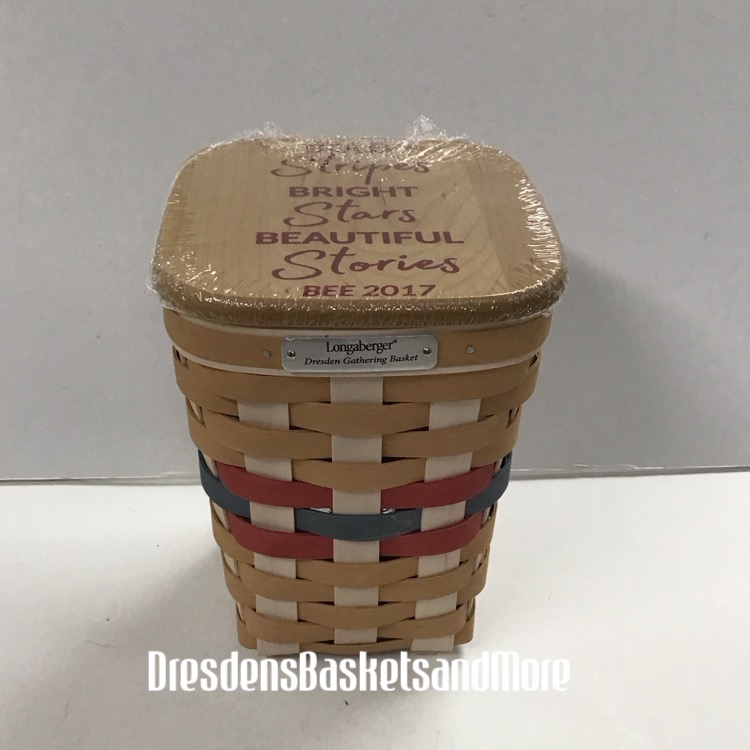 Stripes
BRIGHT
Stars
BEAUTIFUL
Stories
BEE 2017
Longaberger®
Dresden Gathering Basket
DresdensBasketsandMore